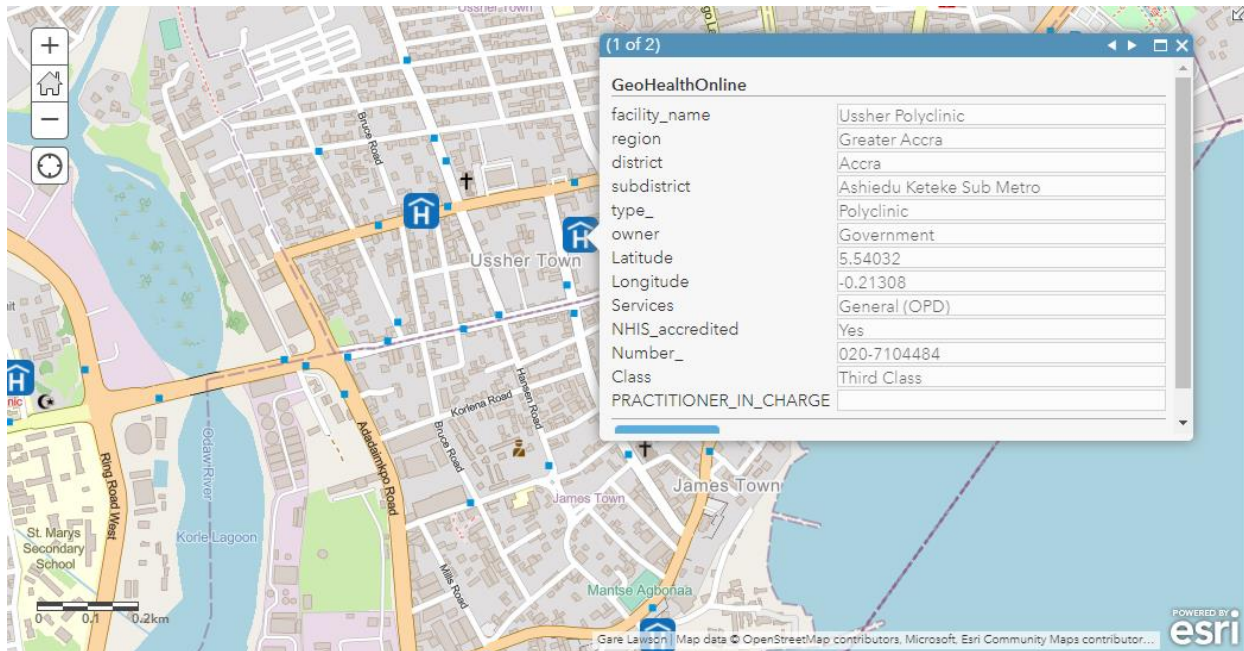 Ussher Town
(1 of 2)
GeoHealthOnline
facility_name Ussher Polyclinic
region Greater Accra
district Accra
subdistrict Ashiedu Keteke Sub Metro
type_ Polyclinic
owner Government
Latitude 5.54032
Longitude -0.21308
Services General (OPD)
NHIS_accredited Yes
Number_ 020-7104484
Class Third Class
PRACTITIONER_IN_CHARGE
Bruce Road
Ussher Town
Hansen Road
Korlena Road
Bruce Road
Adadaimkpo Road
Odaw River
Ring Road West
James Town
James Town
St. Marys
Secondary
School
Korle Lagoon
Mills Road
Mantse Agbonaa
0 0.1 0.2km
Gare Lawson | Map data © OpenStreetMap contributors, Microsoft, Esri Community Maps contributor...
POWERED BY
esri